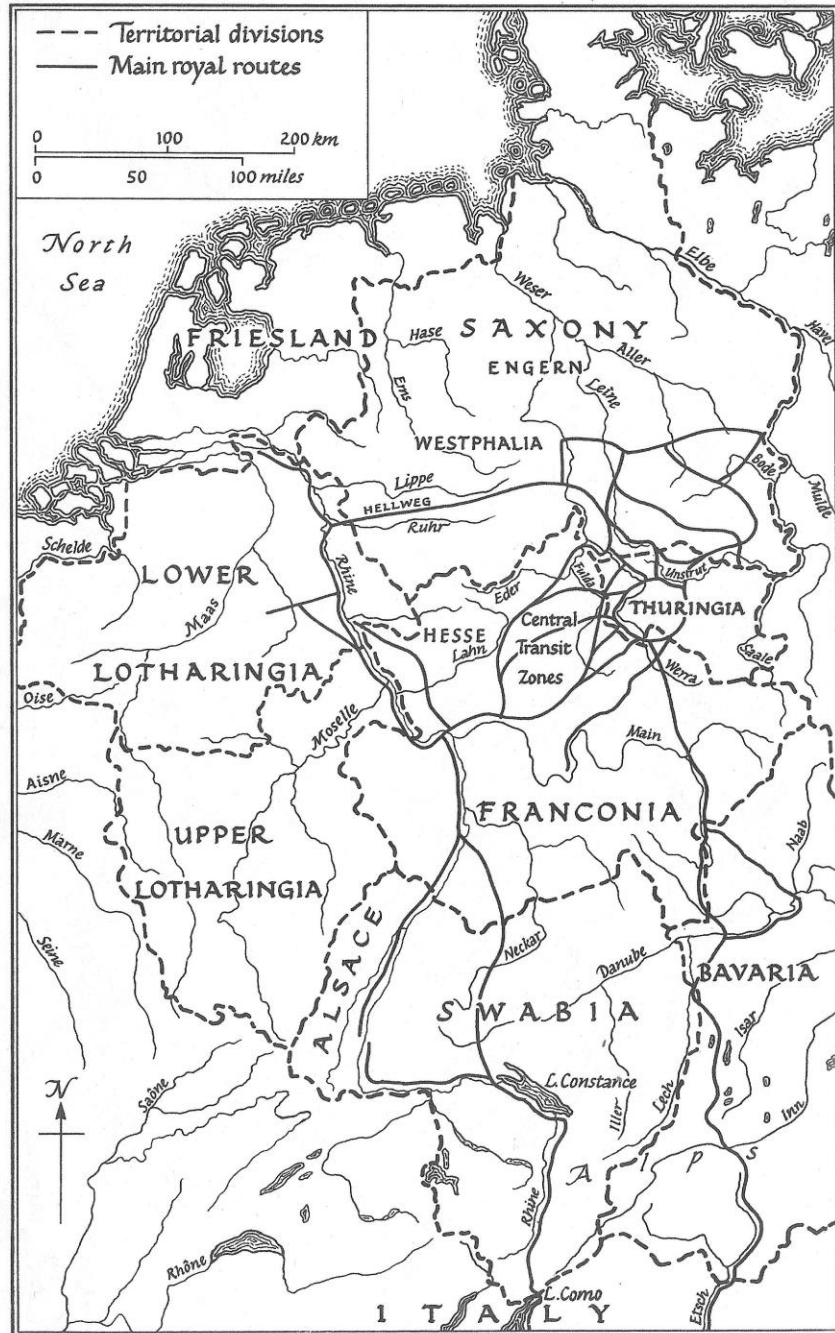 Territorial divisions
Main royal routes
0 100 200 km
0 50 100 miles
North
Sea
Elbe
Havel
Weser
FRIESLAND
Hase
SAXONY
ENGERN
Aller
Ems
Leine
WESTPHALIA
Bode
Lippe
HELLWEG
Ruhr
Mulde
Schelde
Rhine
LOWER
Eder
Fulda
Unstrut
Maas
HESSE
Central
THURINGIA
Lahn
Transit
LOTHARINGIA
Zones
Werra
Saale
Oise
Moselle
Main
Aisne
FRANCONIA
UPPER
Marne
Naab
LOTHARINGIA
Seine
ALSACE
Neckar
Danube
BAVARIA
SWABIA
Isar
N
L. Constance
Saône
Iller
Lech
Inn
Alps
Rhine
Rhône
L. Como
Etsch
ITALY